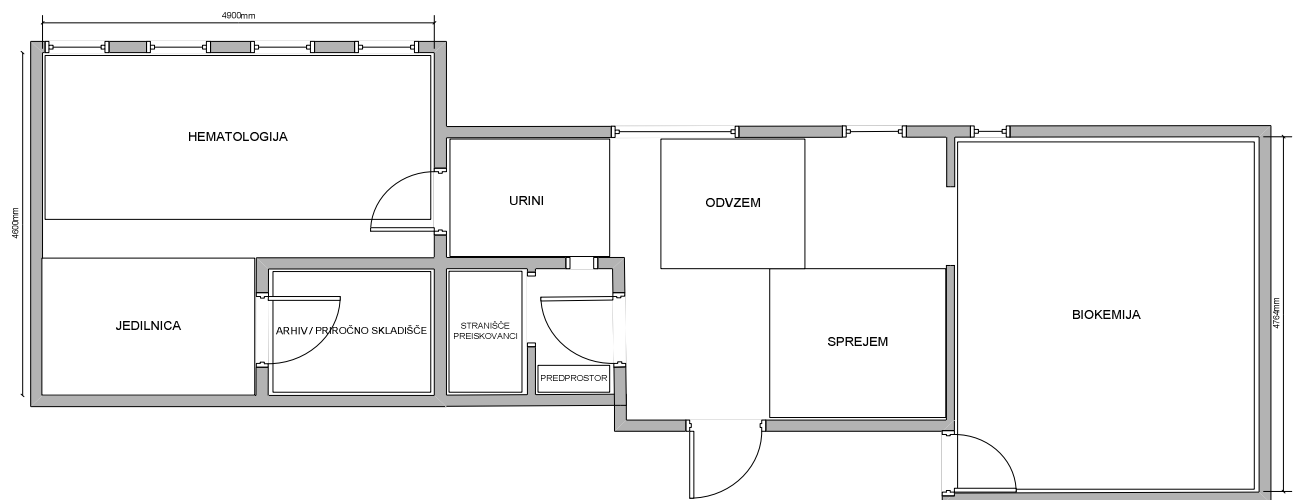 4900mm
HEMATOLOGIJA
URINI
ODVZEM
4600mm
JEDILNICA
ARHIV / PRIROČNO SKLADIŠČE
STRANIŠČE
PREISKOVANCI
PREDPROSTOR
SPREJEM
BIOKEMIJA
4764mm